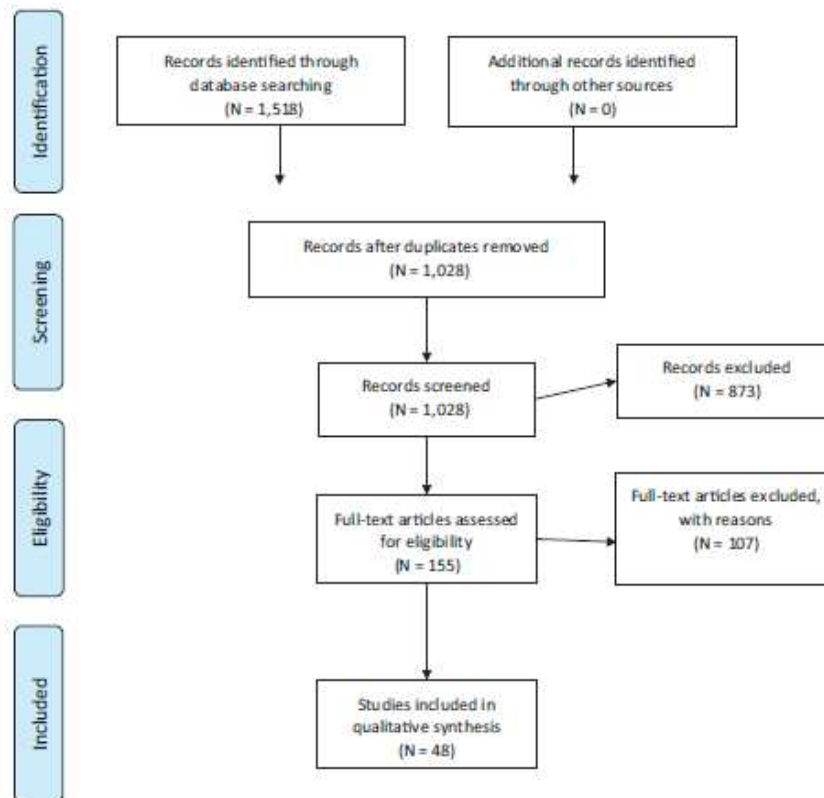 Identification
Records identified through
database searching
(N = 1,518)
Additional records identified
through other sources
(N = 0)
Screening
Records after duplicates removed
(N = 1,028)
Records screened
(N = 1,028)
Records excluded
(N = 873)
Eligibility
Full-text articles assessed
for eligibility
(N = 155)
Full-text articles excluded,
with reasons
(N = 107)
Included
Studies included in
qualitative synthesis
(N = 48)